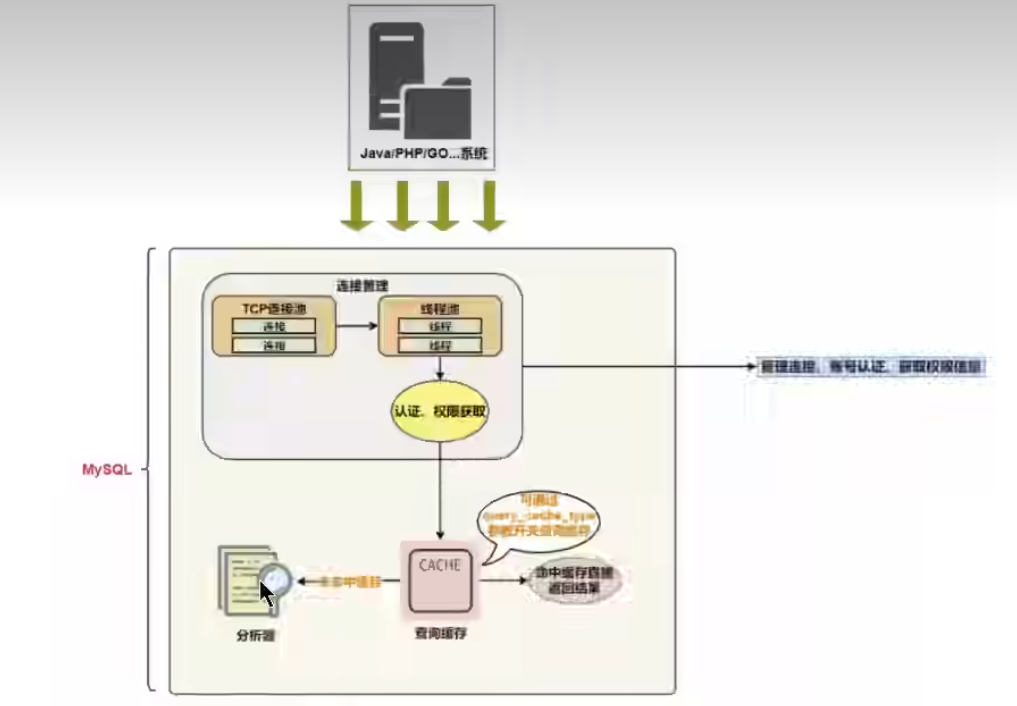 Java/PHP/GO...系统
连接管理
TCP连接池
连接
连接
线程池
线程
线程
认证、权限获取
管理连接、账号认证、获取权限信息
MySQL
可通过
query_cache_type
参数开关查询缓存
CACHE
命中缓存直接
返回结果
未命中缓存
查询缓存
分析器